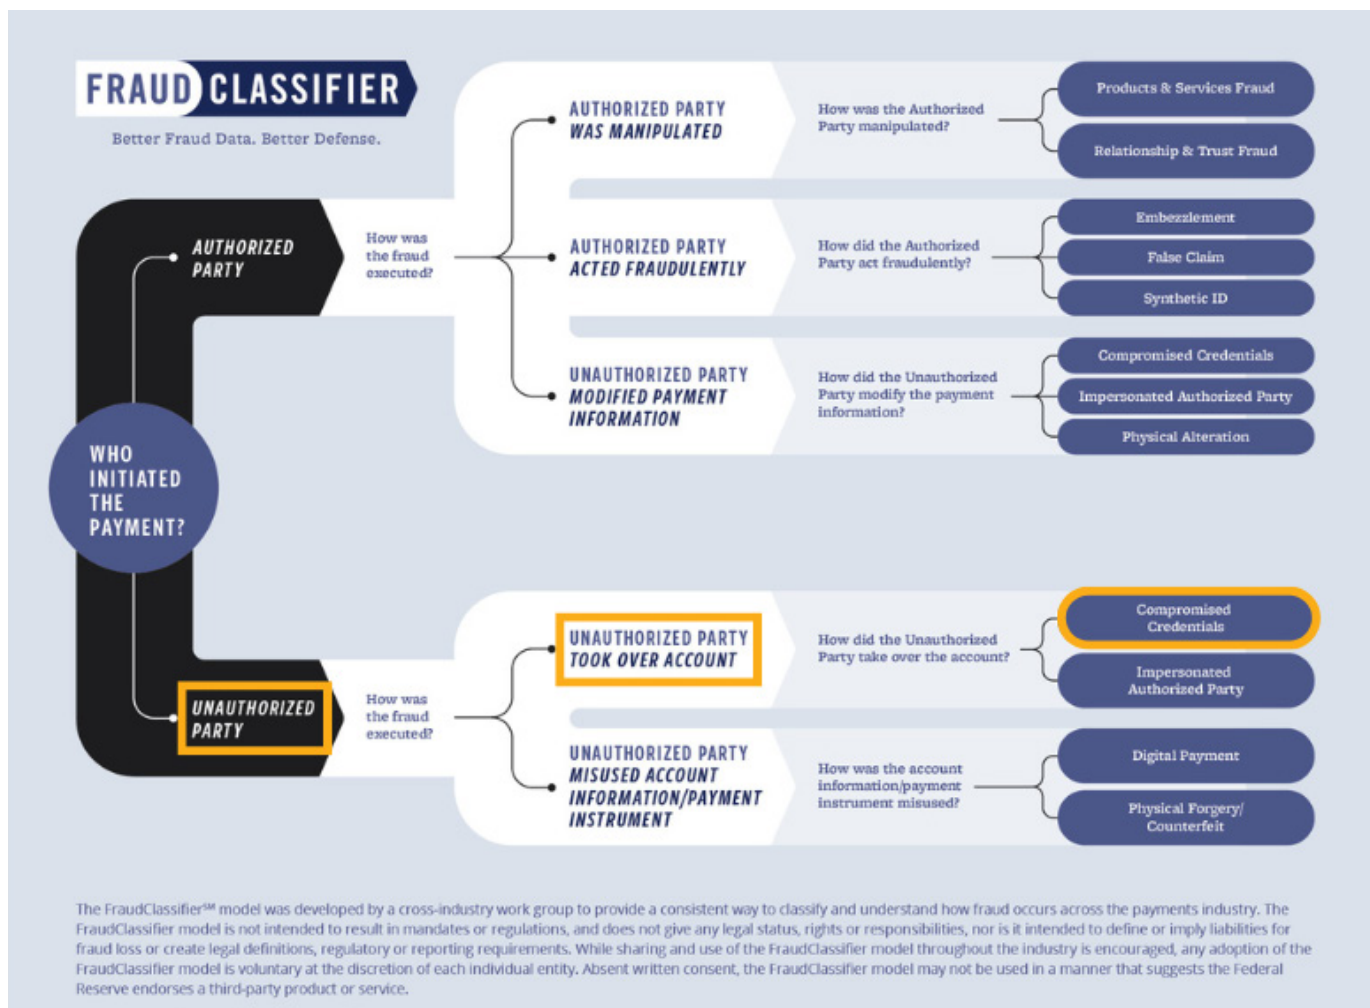 FRAUD CLASSIFIER
Better Fraud Data. Better Defense.
WHO
INITIATED
THE
PAYMENT?
AUTHORIZED
PARTY
How was
the fraud
executed?
AUTHORIZED PARTY
WAS MANIPULATED
How was the Authorized
Party manipulated?
Products & Services Fraud
Relationship & Trust Fraud
AUTHORIZED PARTY
ACTED FRAUDULENTLY
How did the Authorized
Party act fraudulently?
Embezzlement
False Claim
Synthetic ID
UNAUTHORIZED PARTY
MODIFIED PAYMENT
INFORMATION
How did the Unauthorized
Party modify the payment
information?
Compromised Credentials
Impersonated Authorized Party
Physical Alteration
UNAUTHORIZED
PARTY
How was
the fraud
executed?
UNAUTHORIZED PARTY
TOOK OVER ACCOUNT
How did the Unauthorized
Party take over the account?
Compromised
Credentials
Impersonated
Authorized Party
UNAUTHORIZED PARTY
MISUSED ACCOUNT
INFORMATION/PAYMENT
INSTRUMENT
How was the account
information/payment
instrument misused?
Digital Payment
Physical Forgery/
Counterfeit
The FraudClassifier℠ model was developed by a cross-industry work group to provide a consistent way to classify and understand how fraud occurs across the payments industry. The
FraudClassifier model is not intended to result in mandates or regulations, and does not give any legal status, rights or responsibilities, nor is it intended to define or imply liabilities for
fraud loss or create legal definitions, regulatory or reporting requirements. While sharing and use of the FraudClassifier model throughout the industry is encouraged, any adoption of the
FraudClassifier model is voluntary at the discretion of each individual entity. Absent written consent, the FraudClassifier model may not be used in a manner that suggests the Federal
Reserve endorses a third-party product or service.